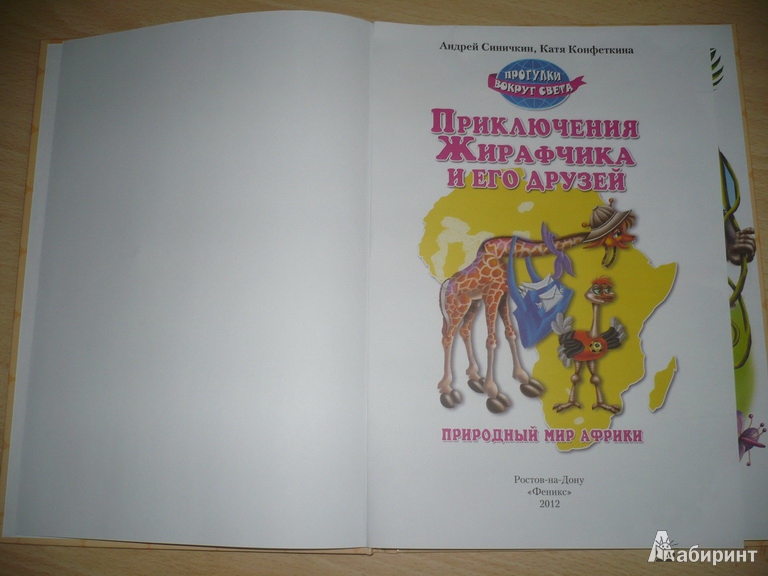 Андрей Синичкин, Катя Конфеткина
ПРОГУЛКИ
ВОКРУГ СВЕТА
ПРИКЛЮЧЕНИЯ
ЖИРАФЧИКА
И ЕГО ДРУЗЕЙ
ПРИРОДНЫЙ МИР АФРИКИ
Ростов-на-Дону
«Феникс»
2012
Лабиринт